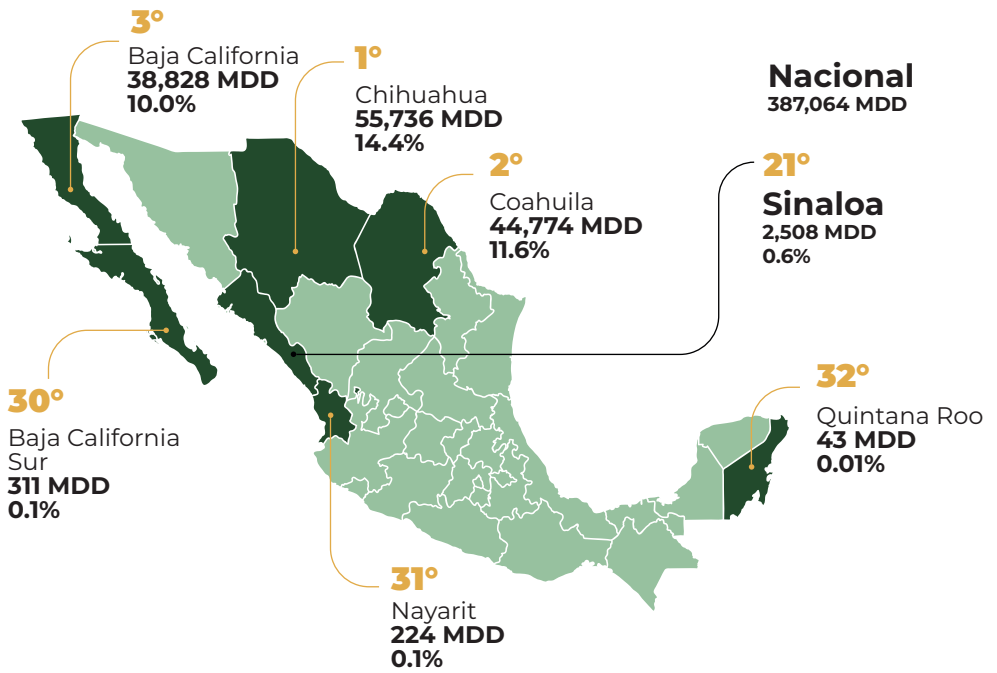 3°
Baja California
38,828 MDD
10.0%
1°
Chihuahua
55,736 MDD
14.4%
Nacional
387,064 MDD
2°
Coahuila
44,774 MDD
11.6%
21°
Sinaloa
2,508 MDD
0.6%
30°
Baja California
Sur
311 MDD
0.1%
32°
Quintana Roo
43 MDD
0.01%
31°
Nayarit
224 MDD
0.1%